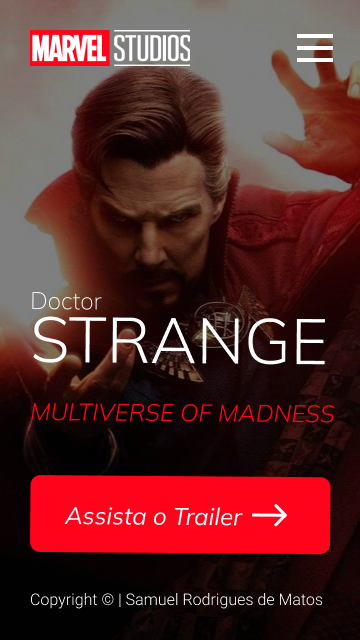 MARVEL STUDIOS
Doctor
STRANGE
MULTIVERSE OF MADNESS
Assista o Trailer
Copyright © | Samuel Rodrigues de Matos